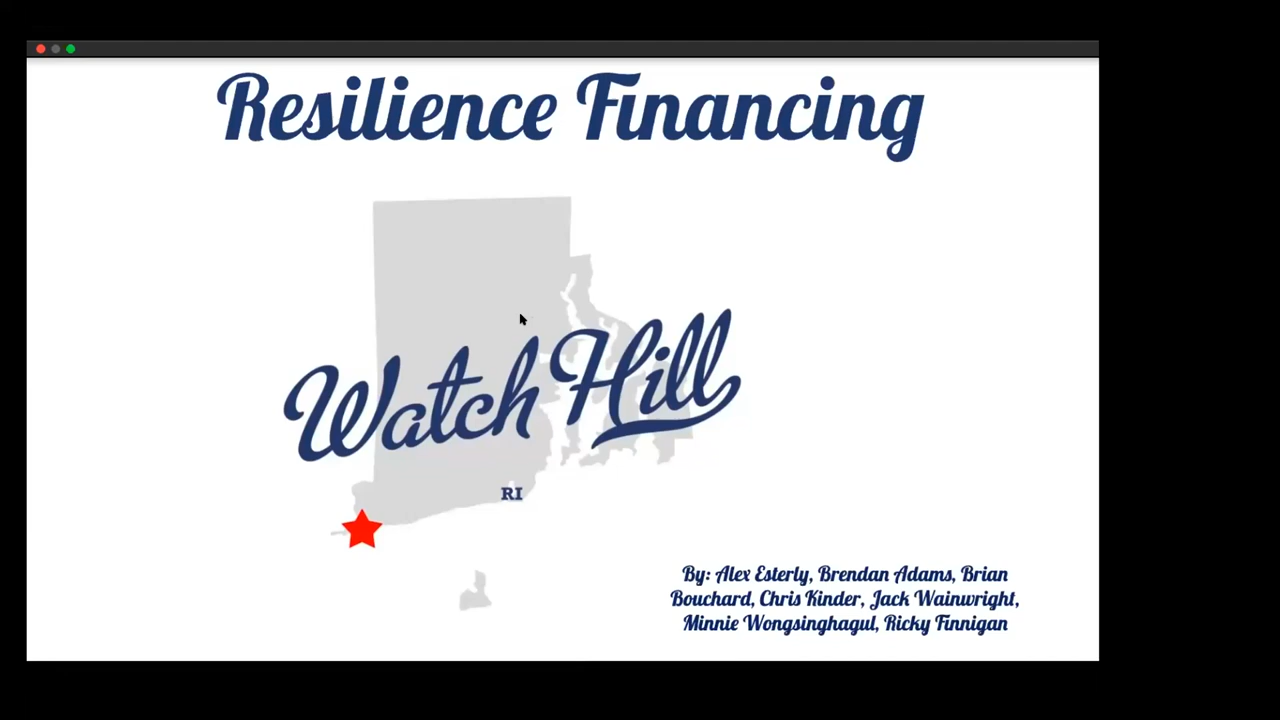 Resilience Financing
Watch Hill
RI
By: Alex Esterly, Brendan Adams, Brian
Bouchard, Chris Kinder, Jack Wainwright,
Minnie Wongsinghagul, Ricky Finnigan